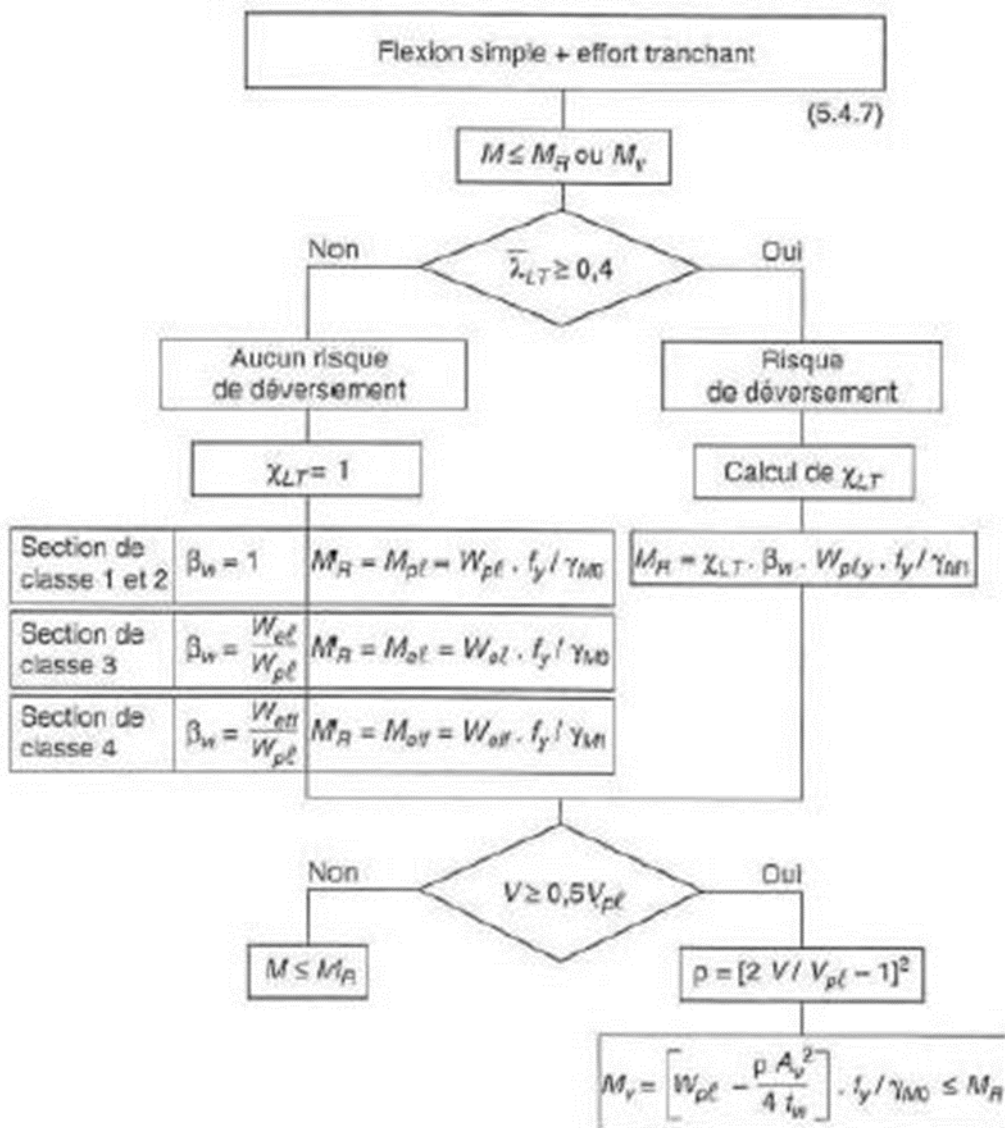 Flexion simple + effort tranchant
(5.4.7)
M ≤ M_R ou M_v
Non
Oui
λ̅_LT ≥ 0,4
Aucun risque
de déversement
Risque
de déversement
χ_LT = 1
Calcul de χ_LT
Section de
classe 1 et 2
β_w = 1
M_R = M_pℓ = W_pℓ . f_y / γ_M0
M_R = χ_LT . β_w . W_pℓy . f_y / γ_M1
Section de
classe 3
β_w = W_eℓ / W_pℓ
M_R = M_eℓ = W_eℓ . f_y / γ_M0
Section de
classe 4
β_w = W_eff / W_pℓ
M_R = M_eff = W_eff . f_y / γ_M1
Non
Oui
V ≥ 0,5V_pℓ
M ≤ M_R
ρ = [2 V / V_pℓ – 1]²
M_v = [W_pℓ – ρ A_v² / 4 t_w] . f_y / γ_M0 ≤ M_R